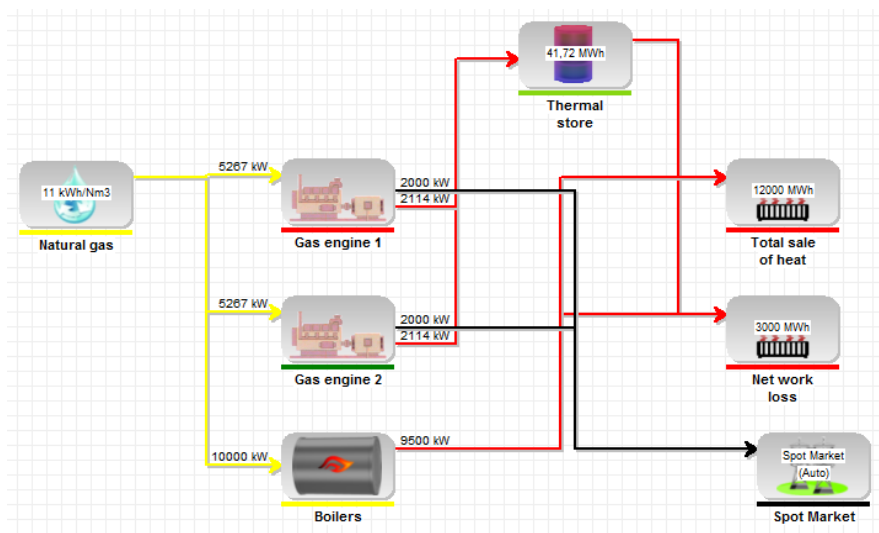 41,72 MWh
Thermal
store
5267 kW
11 kWh/Nm3
Natural gas
2000 kW
2114 kW
Gas engine 1
12000 MWh
Total sale
of heat
5267 kW
2000 kW
2114 kW
Gas engine 2
3000 MWh
Net work
loss
10000 kW
9500 kW
Boilers
Spot Market
(Auto)
Spot Market